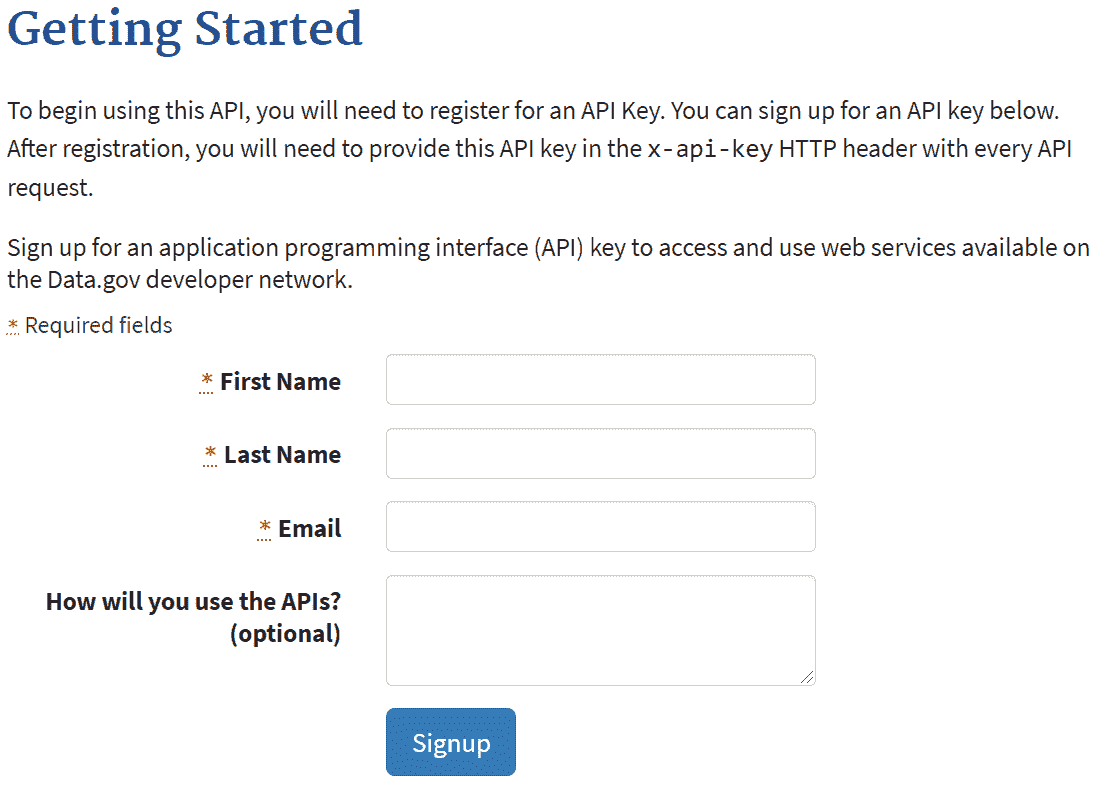 Getting Started
To begin using this API, you will need to register for an API Key. You can sign up for an API key below.
After registration, you will need to provide this API key in the x-api-key HTTP header with every API
request.
Sign up for an application programming interface (API) key to access and use web services available on
the Data.gov developer network.
* Required fields
* First Name
* Last Name
* Email
How will you use the APIs?
(optional)
Signup